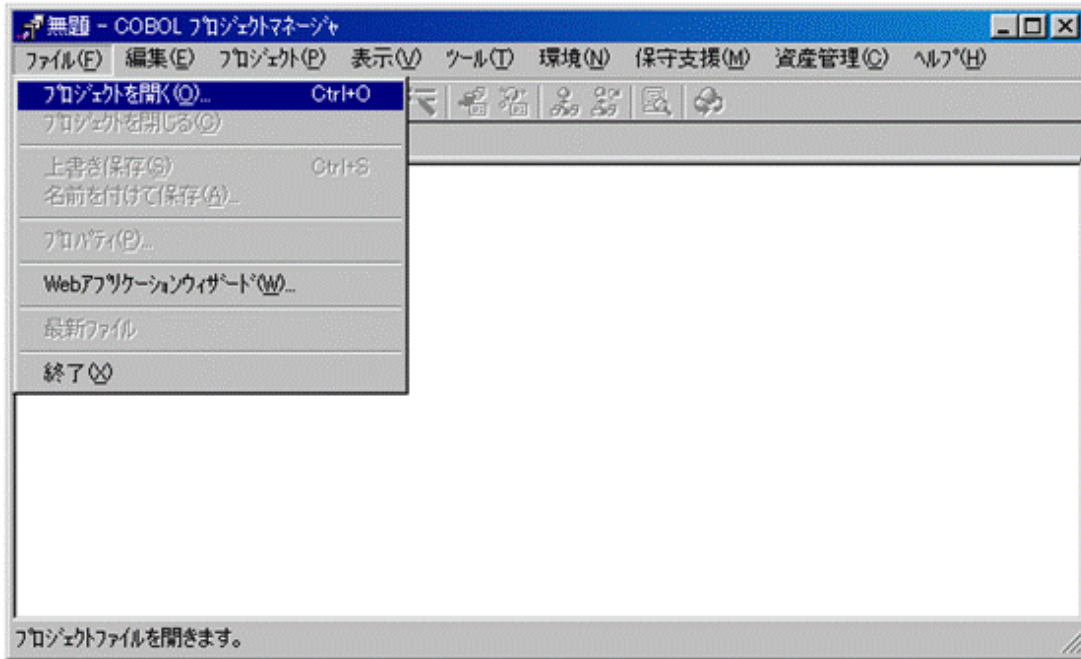 無題 - COBOL プロジェクトマネージャ
ファイル(F) 編集(E) プロジェクト(P) 表示(V) ツール(T) 環境(N) 保守支援(M) 資産管理(C) ヘルプ(H)
プロジェクトを開く(O)... Ctrl+O
プロジェクトを閉じる(C)
上書き保存(S) Ctrl+S
名前を付けて保存(A)...
プロパティ(P)...
Webアプリケーションウィザード(W)...
最新ファイル
終了(X)
プロジェクトファイルを開きます。